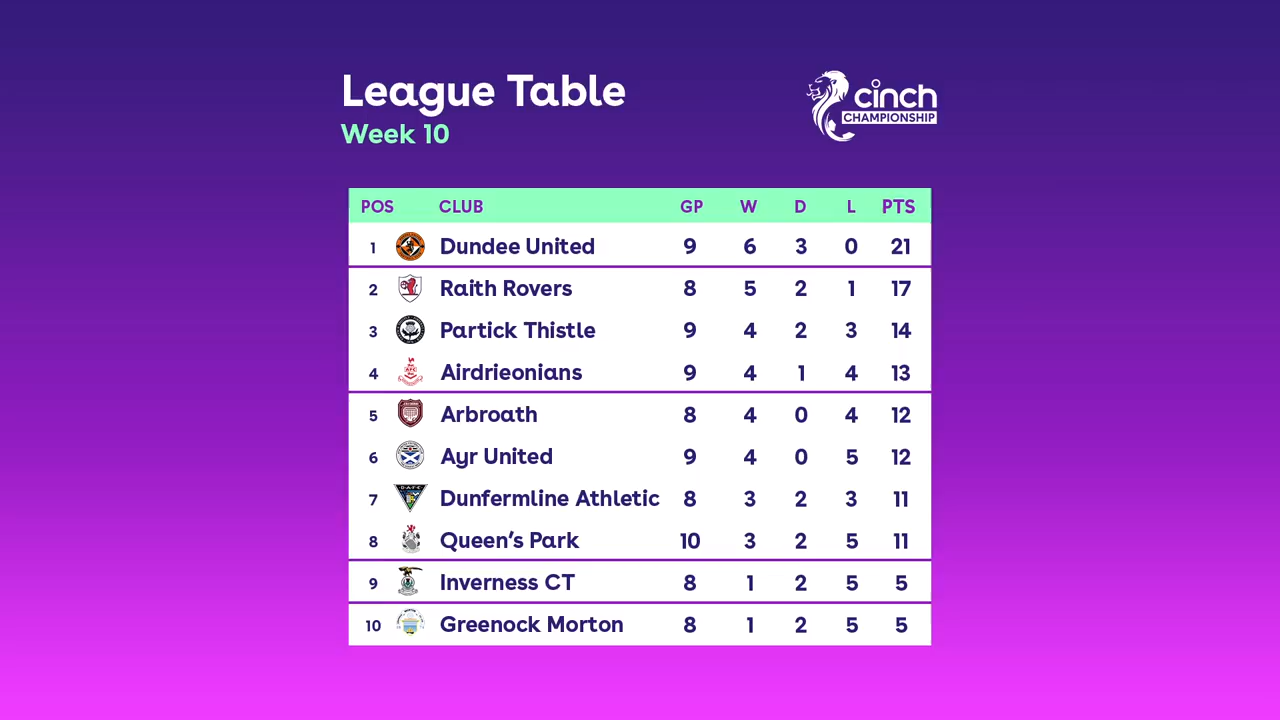 League Table
Week 10
cinch
CHAMPIONSHIP
POS CLUB GP W D L PTS
1 Dundee United 9 6 3 0 21
2 Raith Rovers 8 5 2 1 17
3 Partick Thistle 9 4 2 3 14
4 Airdrieonians 9 4 1 4 13
5 Arbroath 8 4 0 4 12
6 Ayr United 9 4 0 5 12
7 Dunfermline Athletic 8 3 2 3 11
8 Queen's Park 10 3 2 5 11
9 Inverness CT 8 1 2 5 5
10 Greenock Morton 8 1 2 5 5